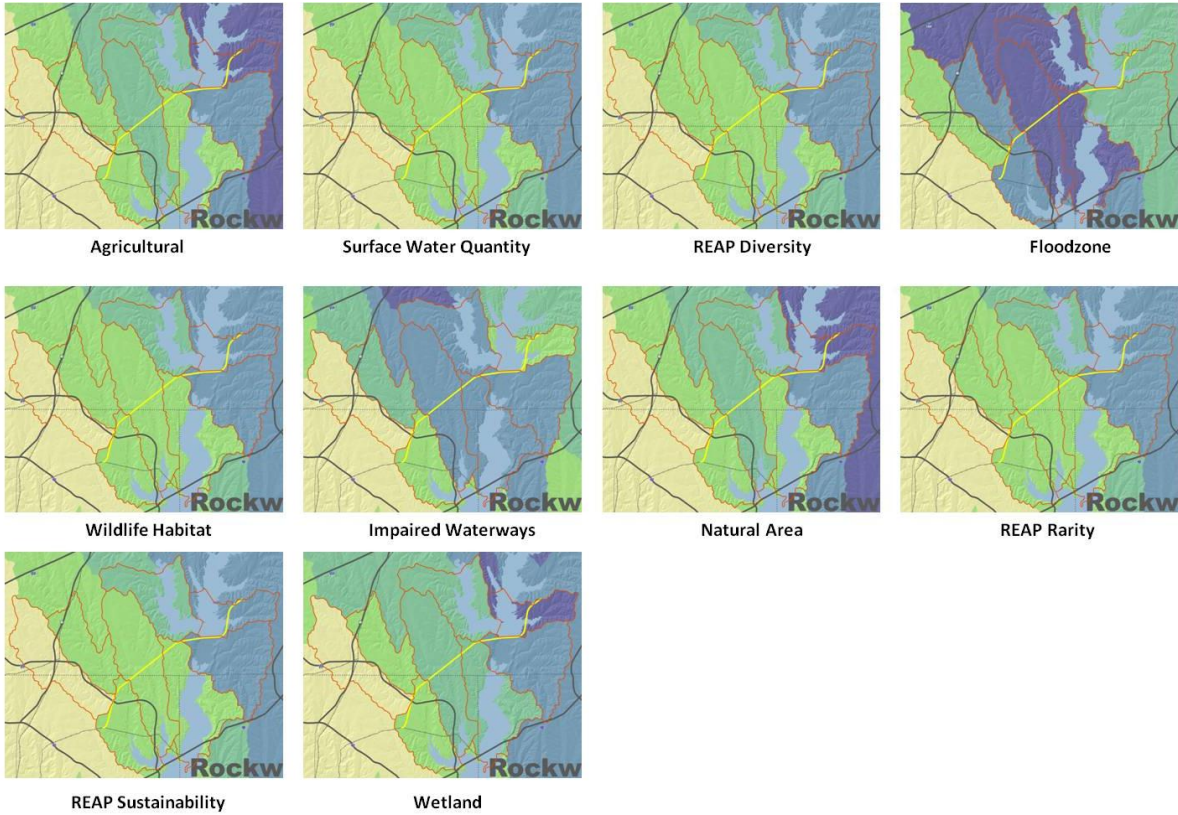 Rockw
Rockw
Rockw
Rockw
Agricultural
Surface Water Quantity
REAP Diversity
Floodzone
Rockw
Rockw
Rockw
Rockw
Wildlife Habitat
Impaired Waterways
Natural Area
REAP Rarity
Rockw
Rockw
REAP Sustainability
Wetland